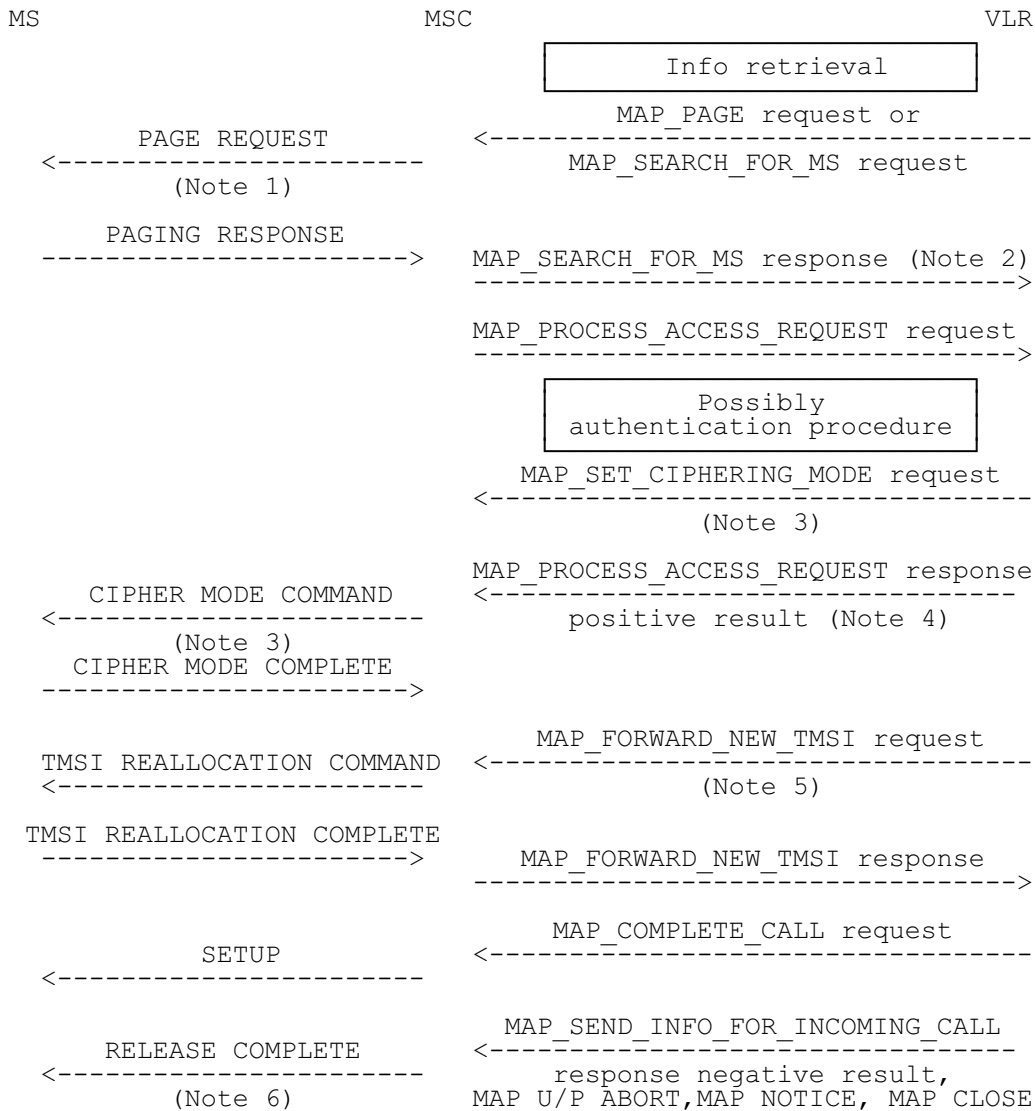 MS MSC VLR
Info retrieval
MAP_PAGE request or
PAGE REQUEST
MAP_SEARCH_FOR_MS request
(Note 1)
PAGING RESPONSE
MAP_SEARCH_FOR_MS response (Note 2)
MAP_PROCESS_ACCESS_REQUEST request
Possibly
authentication procedure
MAP_SET_CIPHERING_MODE request
(Note 3)
MAP_PROCESS_ACCESS_REQUEST response
CIPHER MODE COMMAND
positive result (Note 4)
(Note 3)
CIPHER MODE COMPLETE
MAP_FORWARD_NEW_TMSI request
TMSI REALLOCATION COMMAND
(Note 5)
TMSI REALLOCATION COMPLETE
MAP_FORWARD_NEW_TMSI response
MAP_COMPLETE_CALL request
SETUP
MAP_SEND_INFO_FOR_INCOMING_CALL
RELEASE COMPLETE
response negative result,
(Note 6) MAP U/P ABORT,MAP NOTICE, MAP CLOSE